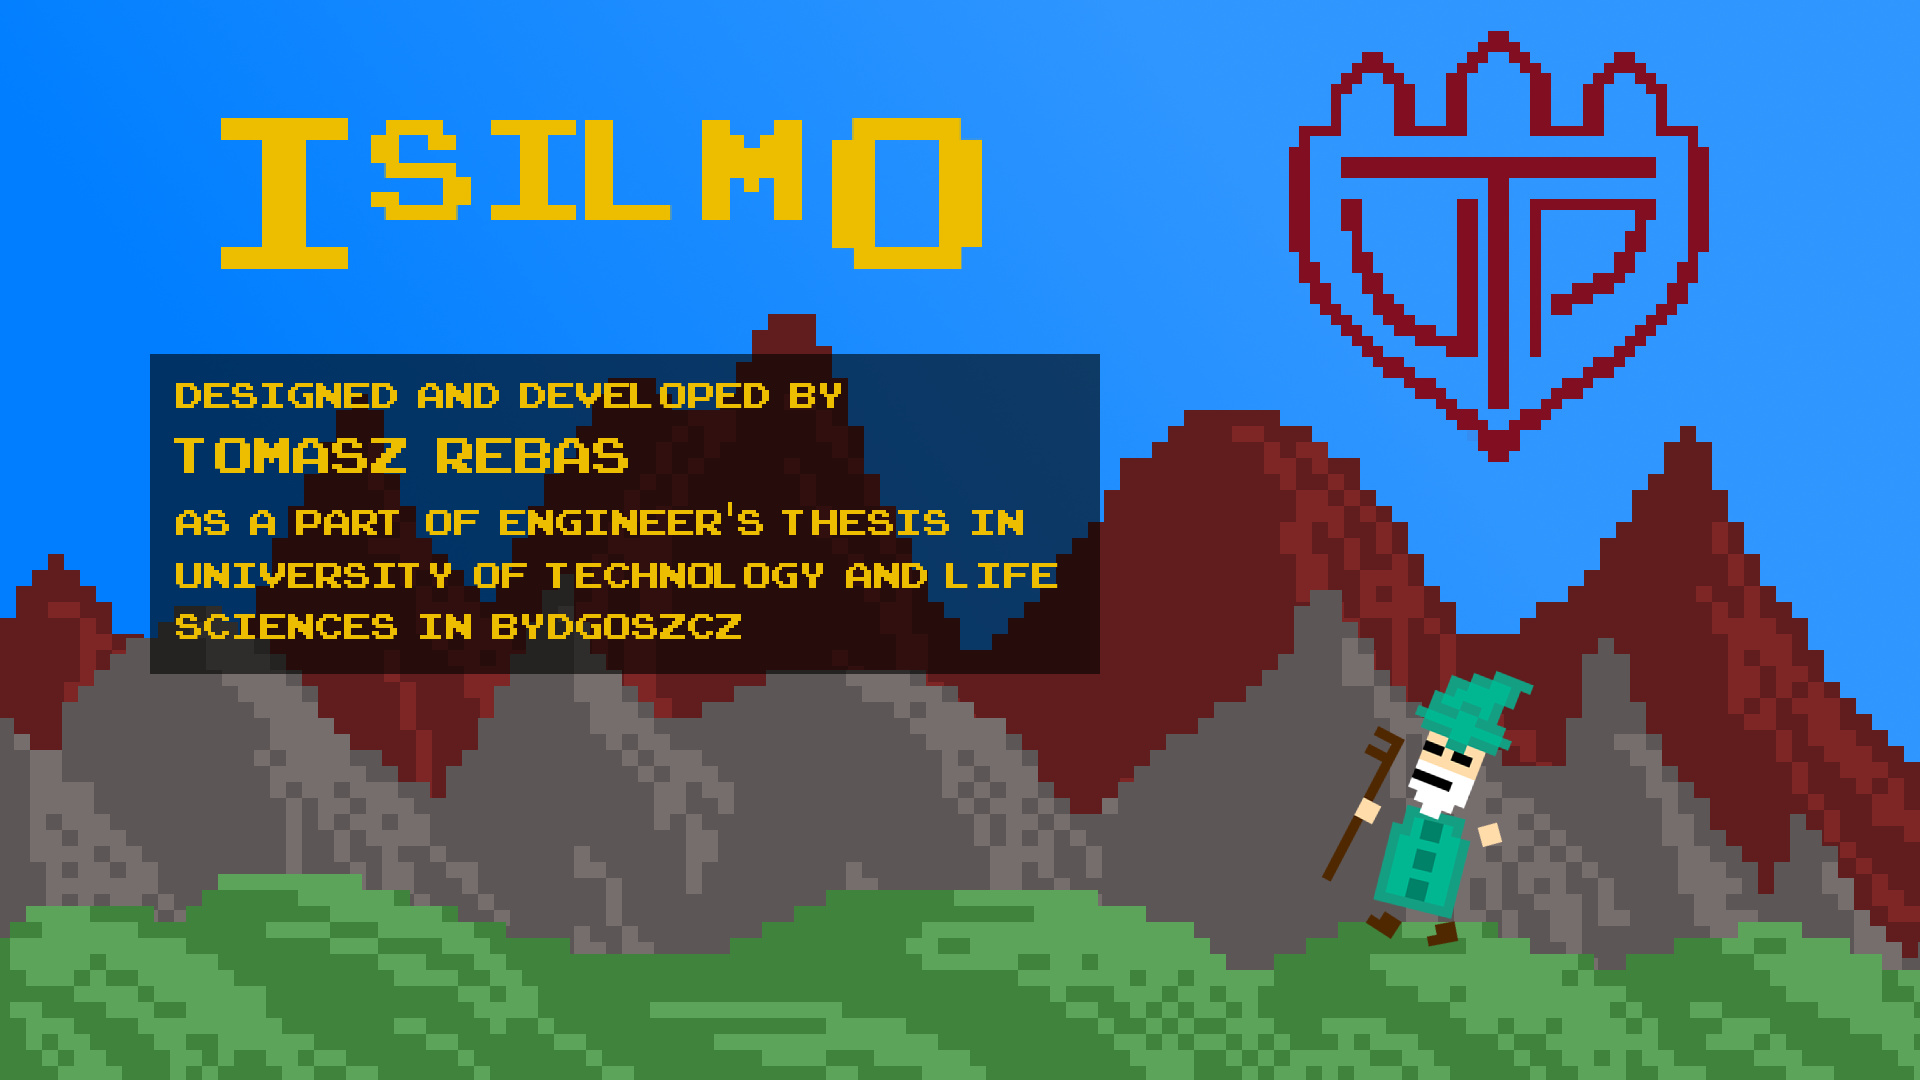 ISILMO
DESIGNED AND DEVELOPED BY
TOMASZ REBAS
AS A PART OF ENGINEER'S THESIS IN
UNIVERSITY OF TECHNOLOGY AND LIFE
SCIENCES IN BYDGOSZCZ
UTP